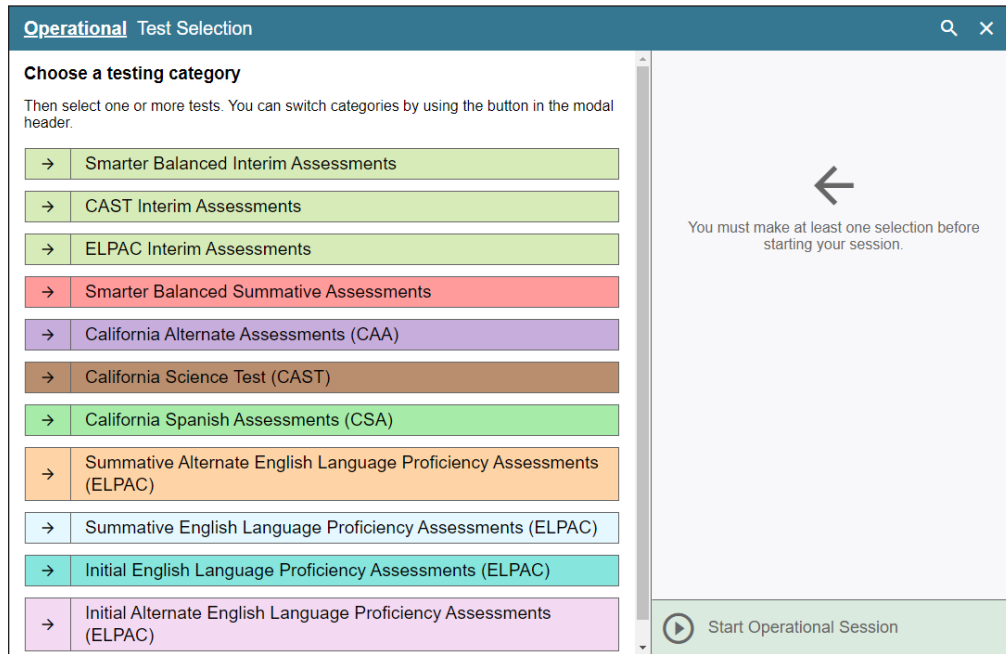 Operational Test Selection
Choose a testing category
Then select one or more tests. You can switch categories by using the button in the modal
header.
Smarter Balanced Interim Assessments
CAST Interim Assessments
ELPAC Interim Assessments
Smarter Balanced Summative Assessments
California Alternate Assessments (CAA)
California Science Test (CAST)
California Spanish Assessments (CSA)
Summative Alternate English Language Proficiency Assessments
(ELPAC)
Summative English Language Proficiency Assessments (ELPAC)
Initial English Language Proficiency Assessments (ELPAC)
Initial Alternate English Language Proficiency Assessments
(ELPAC)
You must make at least one selection before
starting your session.
Start Operational Session